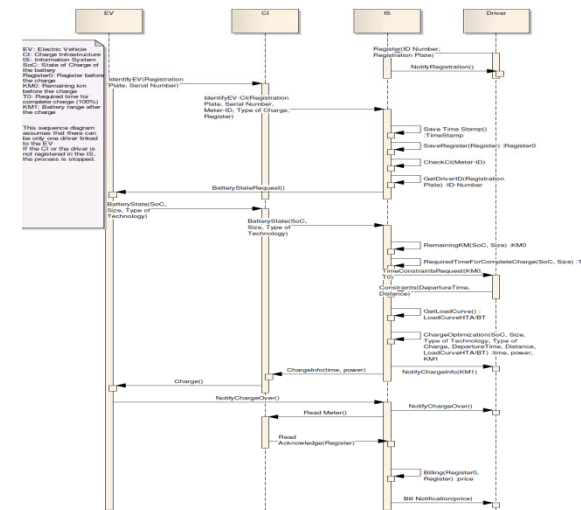 EV
CI
IS
Driver
EV: Electric Vehicle
CI: Charge Infrastructure
IS: Information System
SoC: State of Charge of
the battery
Register0: Register before
the charge
KM0: Remaining km
before the charge
T0: Required time for
complete charge (100%)
KM1: Battery range after
the charge
This sequence diagram
assumes that there can
be only one driver linked
to the EV
If the CI or the driver is
not registered in the IS,
the process is stopped.
Register(ID Number,
Registration Plate)
NotifyRegistration()
IdentifyEV(Registration
Plate, Serial Number)
IdentifyEV-CI(Registration
Plate, Serial Number,
Meter-ID, Type of Charge,
Register)
Save Time Stamp()
:TimeStamp
SaveRegister(Register) :Register0
CheckCI(Meter-ID)
GetDriverID(Registration
Plate) :ID-Number
BatteryStateRequest()
BatteryState(SoC,
Size, Type of
Technology)
BatteryState(SoC,
Size, Type of
Technology)
RemainingKM(SoC, Size) :KM0
RequiredTimeForCompleteCharge(SoC, Size) :T
TimeConstraintsRequest(KM0,
T0)
Constraints(DepartureTime,
Distance)
GetLoadCurve() :
LoadCurveHTA/BT
ChargeOptimization(SoC, Size,
Type of Technology, Type of
Charge, DepartureTime, Distance,
LoadCurveHTA/BT) :time, power,
KM1
ChargeInfo(time, power)
NotifyChargeInfo(KM1)
Charge()
NotifyChargeOver()
NotifyChargeOver()
Read Meter()
Read
Acknowledge(Register)
Billing(Register0,
Register) :price
Bill Notification(price)